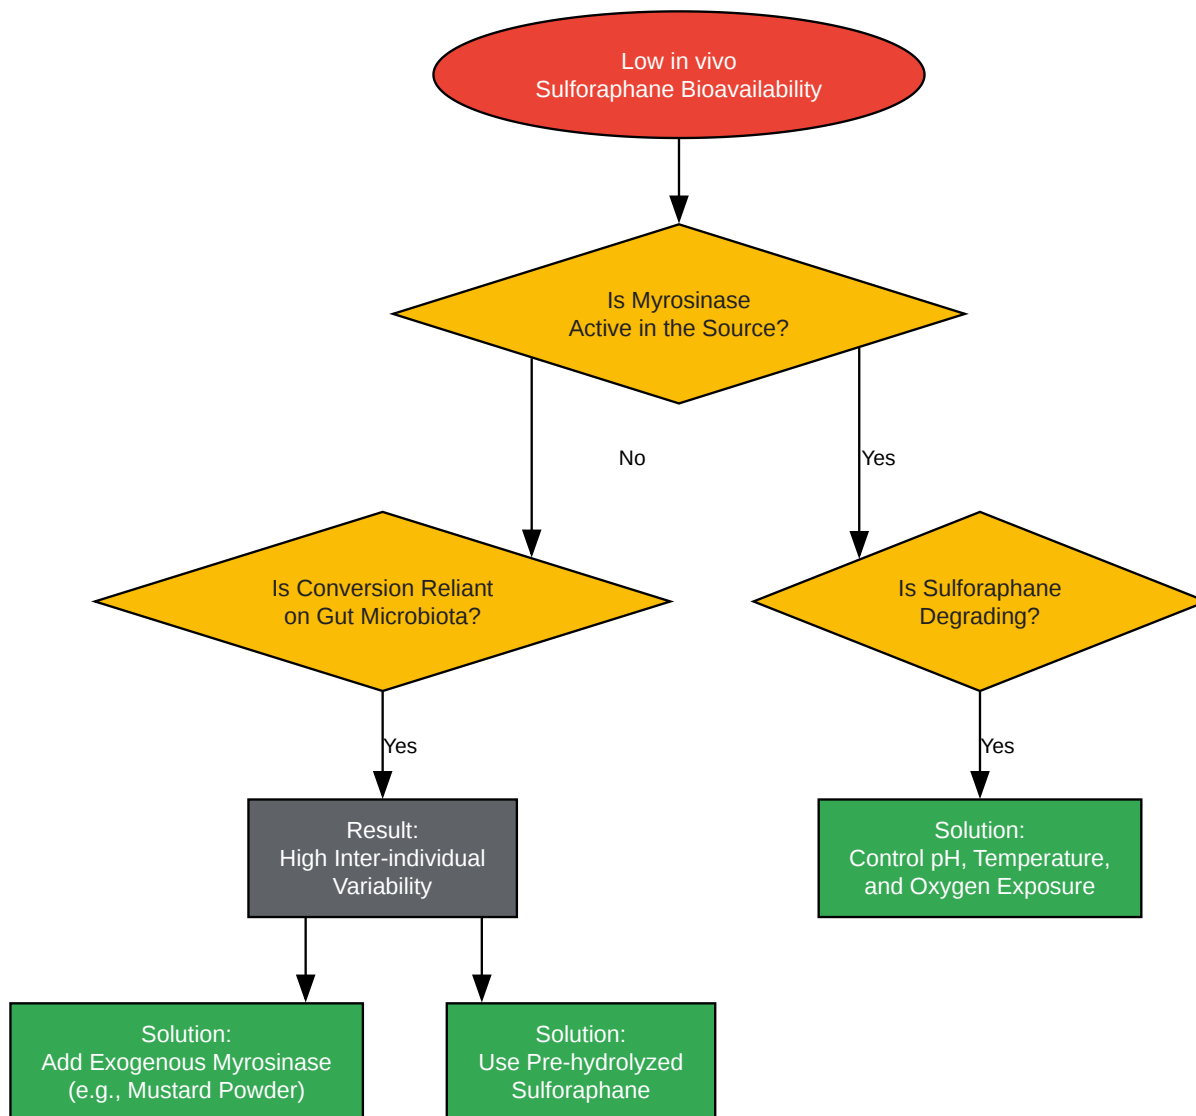 Low in vivo
Sulforaphane Bioavailability
Is Myrosinase
Active in the Source?
No
Yes
Is Conversion Reliant
on Gut Microbiota?
Is Sulforaphane
Degrading?
Yes
Yes
Result:
High Inter-individual
Variability
Solution:
Control pH, Temperature,
and Oxygen Exposure
Solution:
Add Exogenous Myrosinase
(e.g., Mustard Powder)
Solution:
Use Pre-hydrolyzed
Sulforaphane